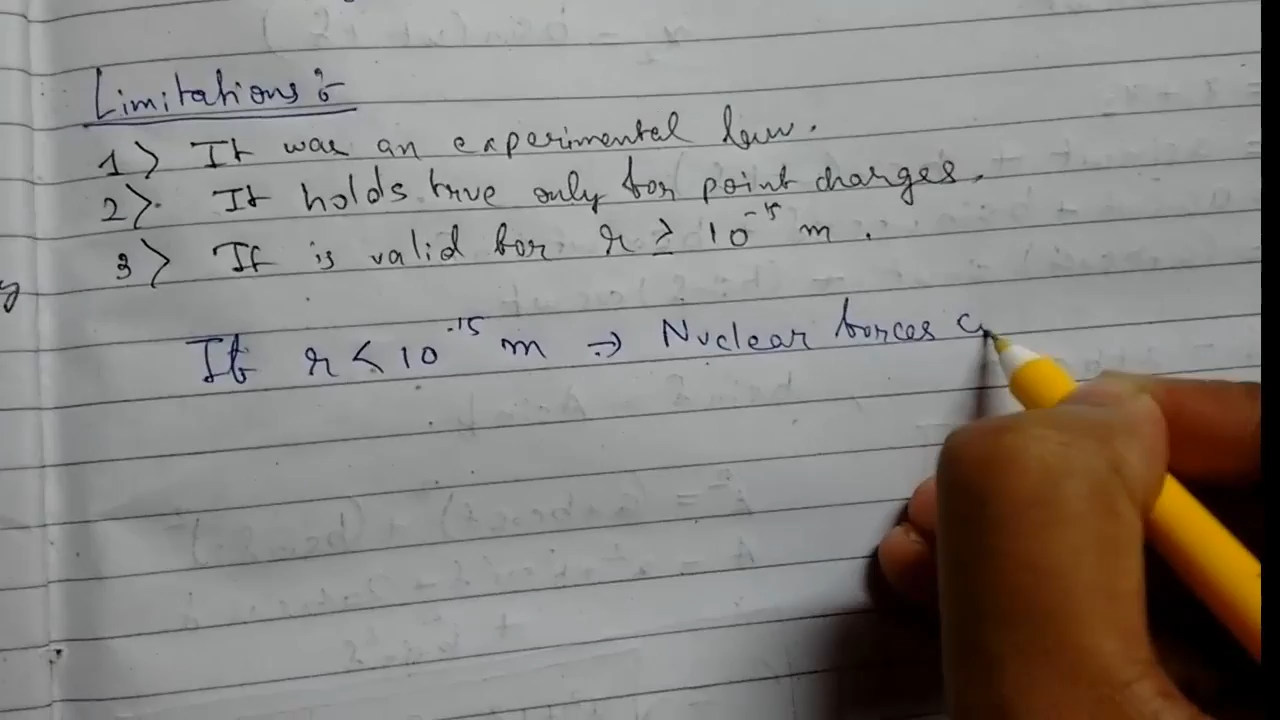 Limitations :-
1> It was an experimental law.
2> It holds true only for point charges.
3> It is valid for r ≥ 10⁻¹⁵ m.
If r < 10⁻¹⁵ m ⇒ Nuclear forces